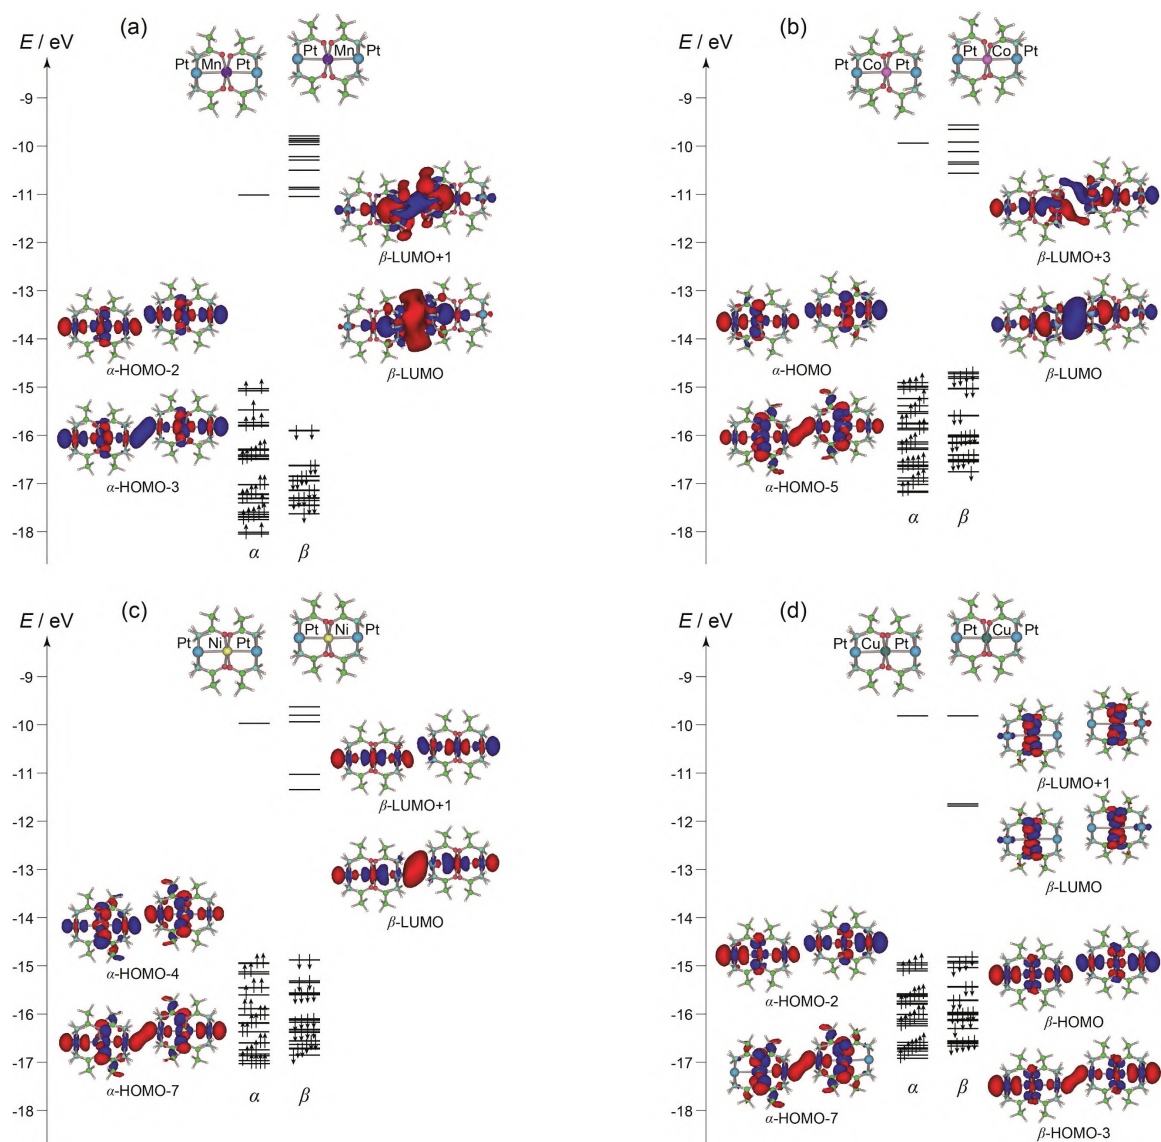 (a)
E / eV
Pt Mn Pt
Pt Mn Pt
-9
-10
-11
-12
-13
-14
-15
-16
-17
-18
β-LUMO+1
β-LUMO
α-HOMO-2
α-HOMO-3
α
β
(b)
E / eV
Pt Co Pt
Pt Co Pt
-9
-10
-11
-12
-13
-14
-15
-16
-17
-18
β-LUMO+3
β-LUMO
α-HOMO
α-HOMO-5
α
β
(c)
E / eV
Pt Ni Pt
Pt Ni Pt
-9
-10
-11
-12
-13
-14
-15
-16
-17
-18
β-LUMO+1
β-LUMO
α-HOMO-4
α-HOMO-7
α
β
(d)
E / eV
Pt Cu Pt
Pt Cu Pt
-9
-10
-11
-12
-13
-14
-15
-16
-17
-18
β-LUMO+1
β-LUMO
α-HOMO-2
β-HOMO
α-HOMO-7
β-HOMO-3
α
β